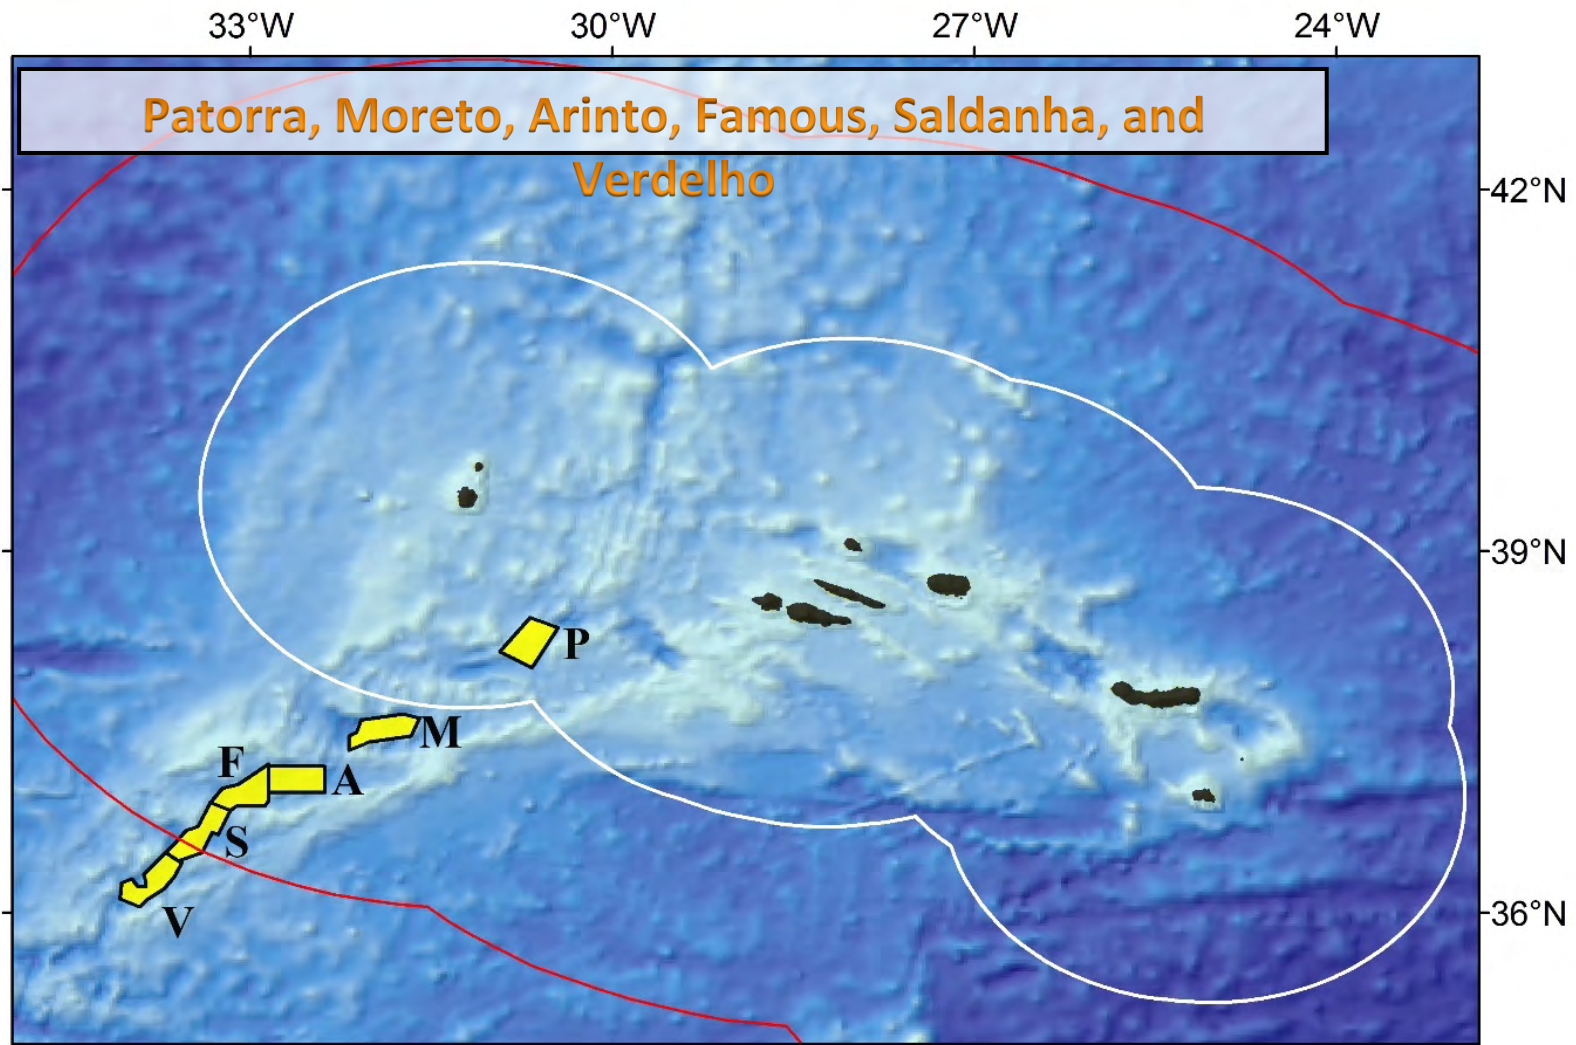 33°W 30°W 27°W 24°W
Patorra, Moreto, Arinto, Famous, Saldanha, and
Verdelho
42°N
39°N
P
M
F
A
S
V
36°N